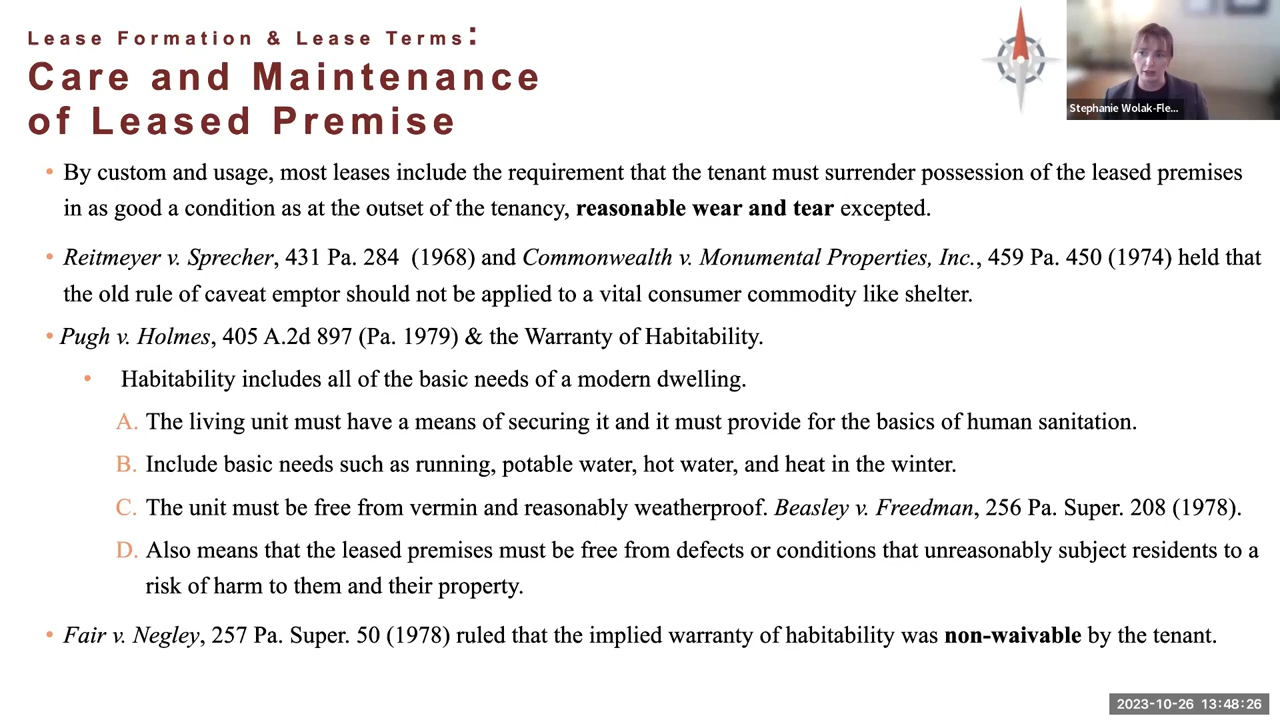 Lease Formation & Lease Terms:
Care and Maintenance
of Leased Premise
Stephanie Wolak-Fle...
• By custom and usage, most leases include the requirement that the tenant must surrender possession of the leased premises
in as good a condition as at the outset of the tenancy, reasonable wear and tear excepted.
• Reitmeyer v. Sprecher, 431 Pa. 284 (1968) and Commonwealth v. Monumental Properties, Inc., 459 Pa. 450 (1974) held that
the old rule of caveat emptor should not be applied to a vital consumer commodity like shelter.
• Pugh v. Holmes, 405 A.2d 897 (Pa. 1979) & the Warranty of Habitability.
• Habitability includes all of the basic needs of a modern dwelling.
A. The living unit must have a means of securing it and it must provide for the basics of human sanitation.
B. Include basic needs such as running, potable water, hot water, and heat in the winter.
C. The unit must be free from vermin and reasonably weatherproof. Beasley v. Freedman, 256 Pa. Super. 208 (1978).
D. Also means that the leased premises must be free from defects or conditions that unreasonably subject residents to a
risk of harm to them and their property.
• Fair v. Negley, 257 Pa. Super. 50 (1978) ruled that the implied warranty of habitability was non-waivable by the tenant.
2023-10-26 13:48:26